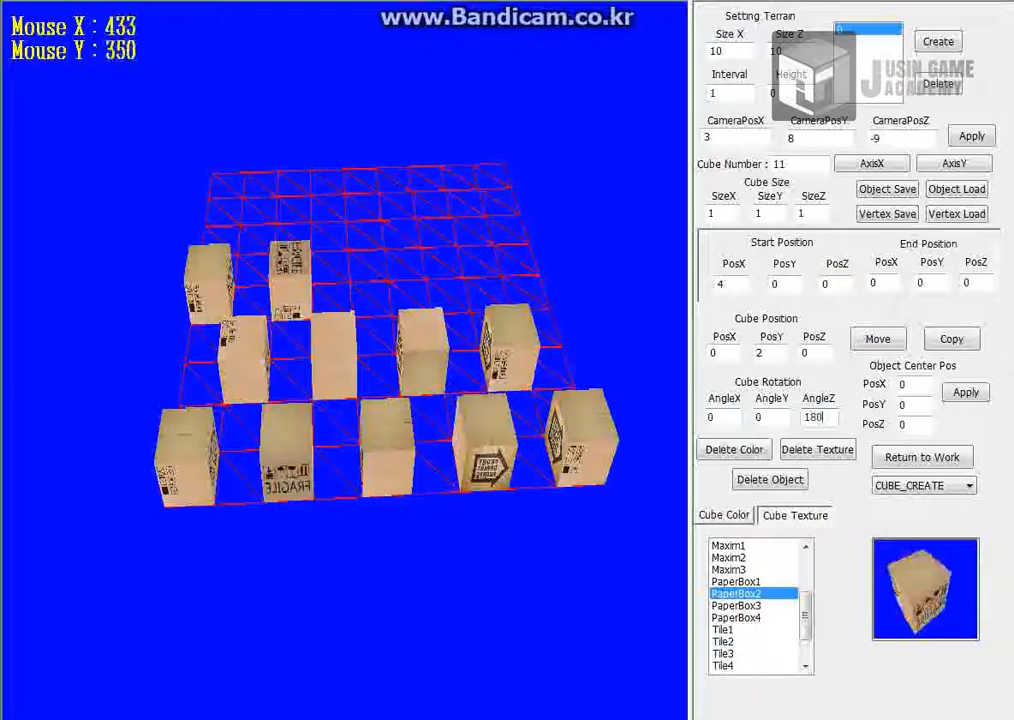 www.Bandicam.co.kr
Mouse X : 433
Mouse Y : 350
Setting Terrain
Size X Size Z
10 10
0
Create
Interval Height
1 0
Delete
JUSIN GAME ACADEMY
CameraPosX CameraPosY CameraPosZ
3 8 -9 Apply
Cube Number : 11 AxisX AxisY
Cube Size
SizeX SizeY SizeZ
1 1 1
Object Save Object Load
Vertex Save Vertex Load
Start Position End Position
PosX PosY PosZ PosX PosY PosZ
4 0 0 0 0 0
Cube Position
PosX PosY PosZ
0 2 0
Move Copy
Object Center Pos
PosX 0
PosY 0
PosZ 0
Apply
Cube Rotation
AngleX AngleY AngleZ
0 0 180
Delete Color Delete Texture Return to Work
Delete Object CUBE_CREATE
Cube Color Cube Texture
Maxim1
Maxim2
Maxim3
PaperBox1
PaperBox2
PaperBox3
PaperBox4
Tile1
Tile2
Tile3
Tile4
FRAGILE